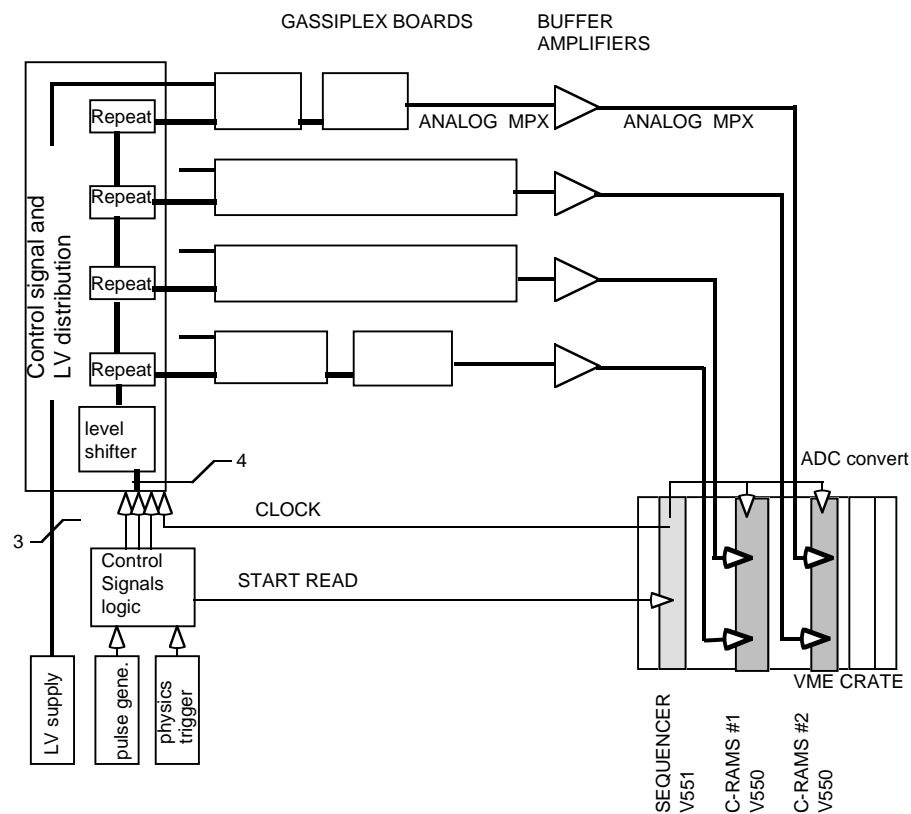 GASSIPLEX BOARDS
BUFFER
AMPLIFIERS
Repeat
ANALOG MPX
ANALOG MPX
Repeat
Control signal and
LV distribution
Repeat
Repeat
level
shifter
4
ADC convert
CLOCK
3
Control
Signals
logic
START READ
LV supply
pulse gene.
physics
trigger
VME CRATE
SEQUENCER
V551
C-RAMS #1
V550
C-RAMS #2
V550